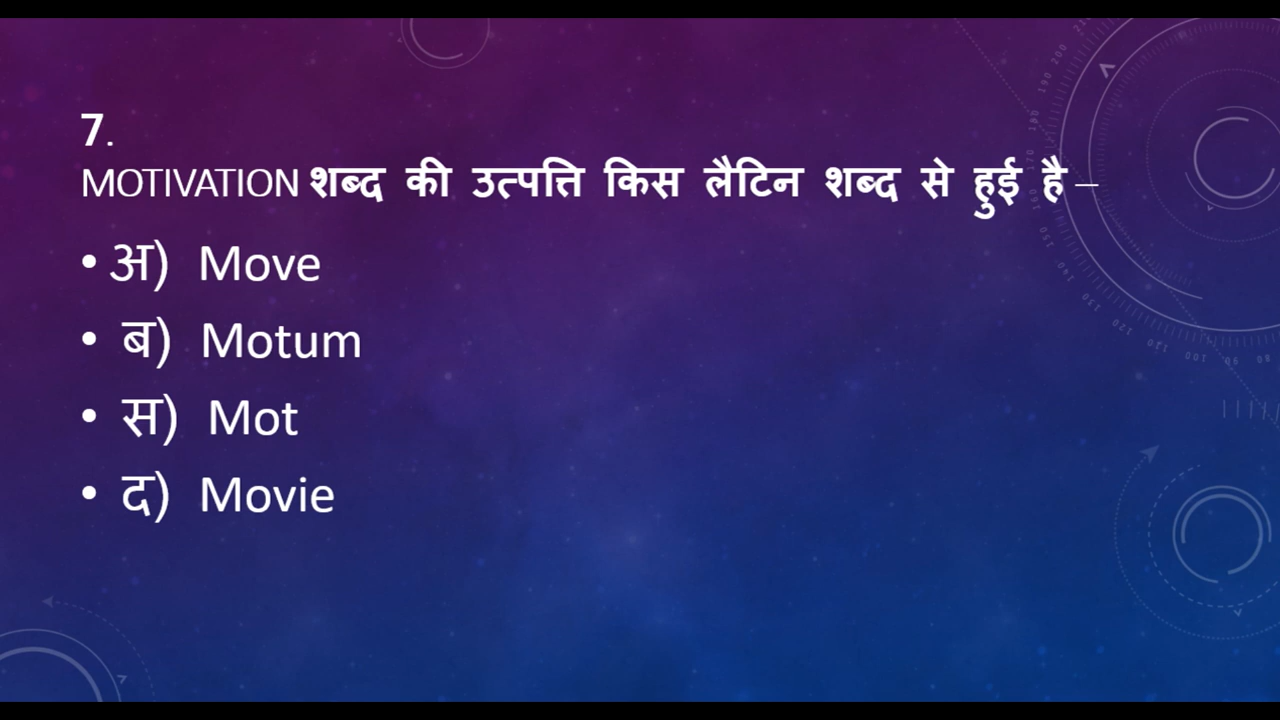 7.
MOTIVATION शब्द की उत्पत्ति किस लैटिन शब्द से हुई है –
• अ) Move
• ब) Motum
• स) Mot
• द) Movie